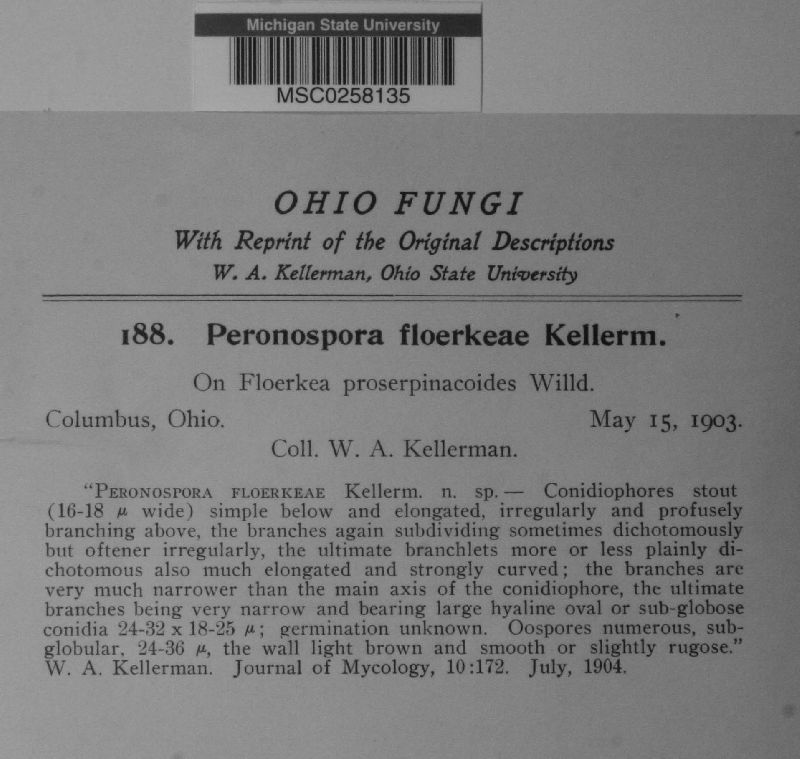 Michigan State University
MSC0258135
OHIO FUNGI
With Reprint of the Original Descriptions
W. A. Kellerman, Ohio State University
188. Peronospora floerkeae Kellerm.
On Floerkea proserpinacoides Willd.
Columbus, Ohio. May 15, 1903.
Coll. W. A. Kellerman.
"PERONOSPORA FLOERKEAE Kellerm. n. sp. — Conidiophores stout
(16-18 µ wide) simple below and elongated, irregularly and profusely
branching above, the branches again subdividing sometimes dichotomously
but oftener irregularly, the ultimate branchlets more or less plainly di-
chotomous also much elongated and strongly curved; the branches are
very much narrower than the main axis of the conidiophore, the ultimate
branches being very narrow and bearing large hyaline oval or sub-globose
conidia 24-32 x 18-25 µ; germination unknown. Oospores numerous, sub-
globular, 24-36 µ, the wall light brown and smooth or slightly rugose."
W. A. Kellerman. Journal of Mycology, 10:172. July, 1904.